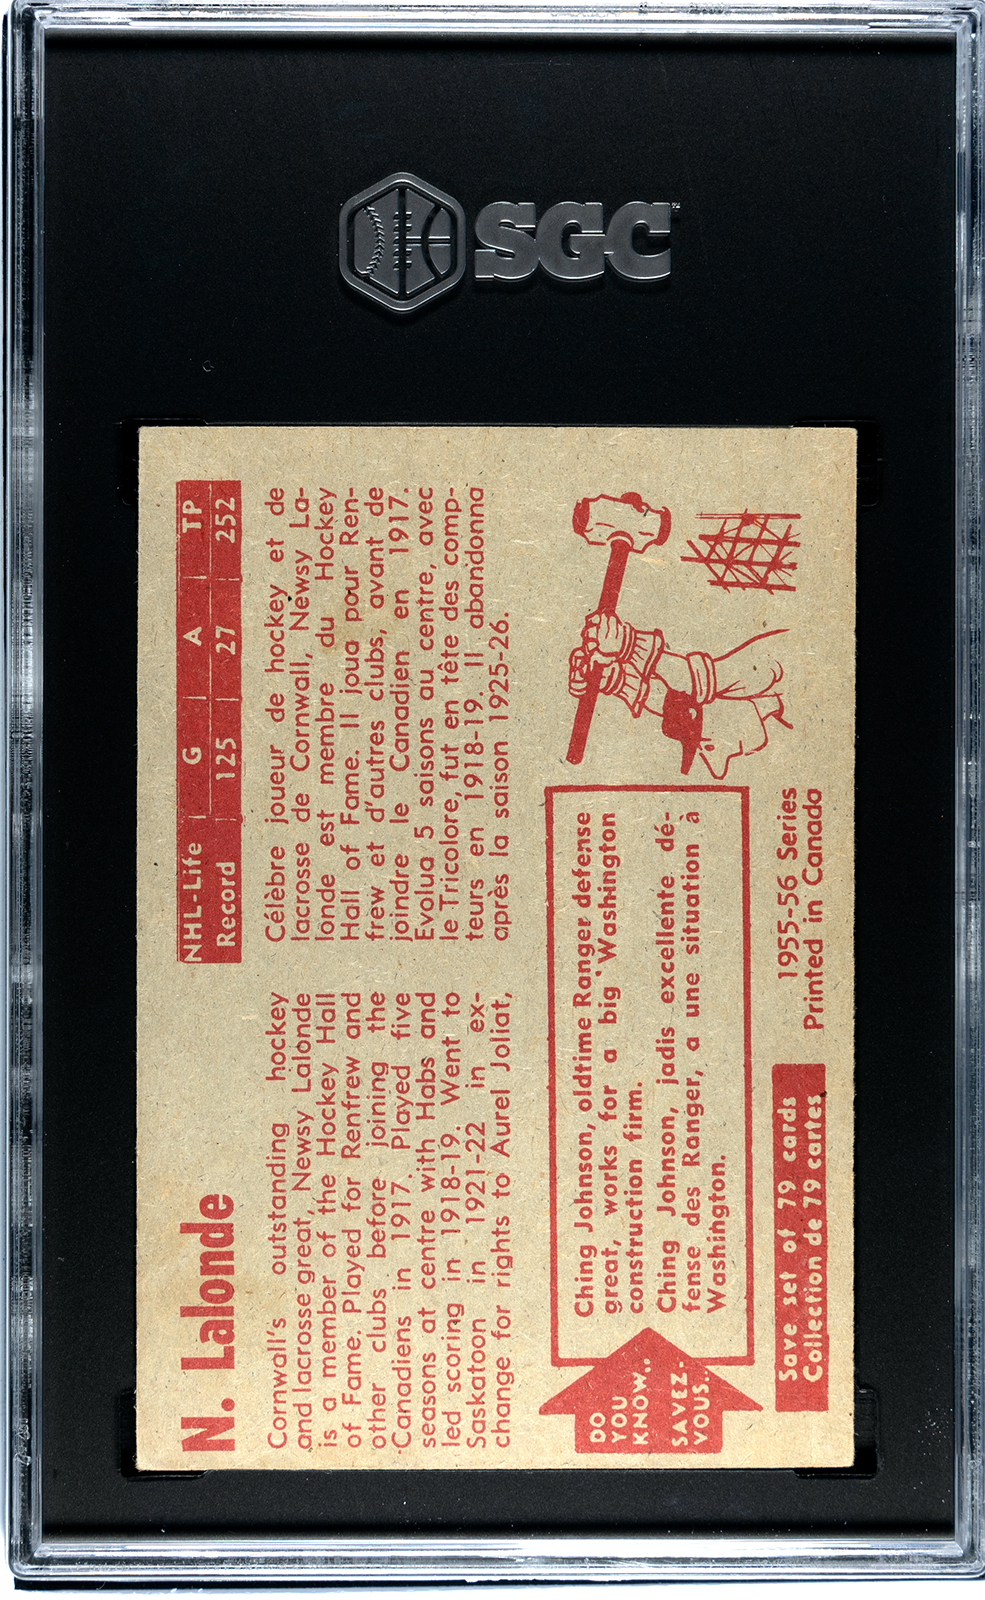 SGC
N. Lalonde
Cornwall's outstanding hockey
and lacrosse great, Newsy Lalonde
is a member of the Hockey Hall
of Fame. Played for Renfrew and
other clubs before joining the
Canadiens in 1917. Played five
seasons at centre with Habs and
led scoring in 1918-19. Went to
Saskatoon in 1921-22 in ex-
change for rights to Aurel Joliat,
NHL-Life G A TP
Record 125 27 252
Célèbre joueur de hockey et de
lacrosse de Cornwall, Newsy La-
londe est membre du Hockey
Hall of Fame. Il joua pour Ren-
frew et d'autres clubs, avant de
joindre le Canadien en 1917.
Evolua 5 saisons au centre, avec
le Tricolore, fut en tête des comp-
teurs en 1918-19. Il abandonna
après la saison 1925-26.
DO
YOU
KNOW..
SAVEZ-
VOUS..
Ching Johnson, oldtime Ranger defense
great, works for a big Washington
construction firm.
Ching Johnson, jadis excellente dé-
fense des Ranger, a une situation à
Washington.
Save set of 79 cards
Collection de 79 cartes
1955-56 Series
Printed in Canada